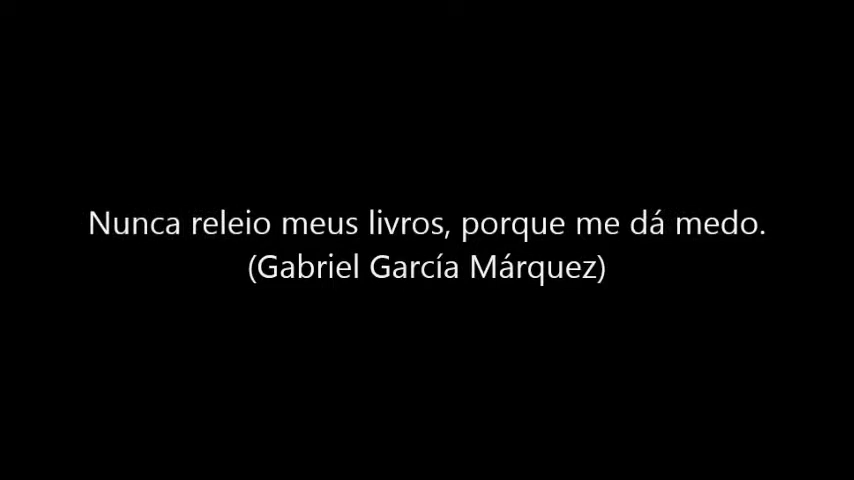 Nunca releio meus livros, porque me dá medo.
(Gabriel García Márquez)